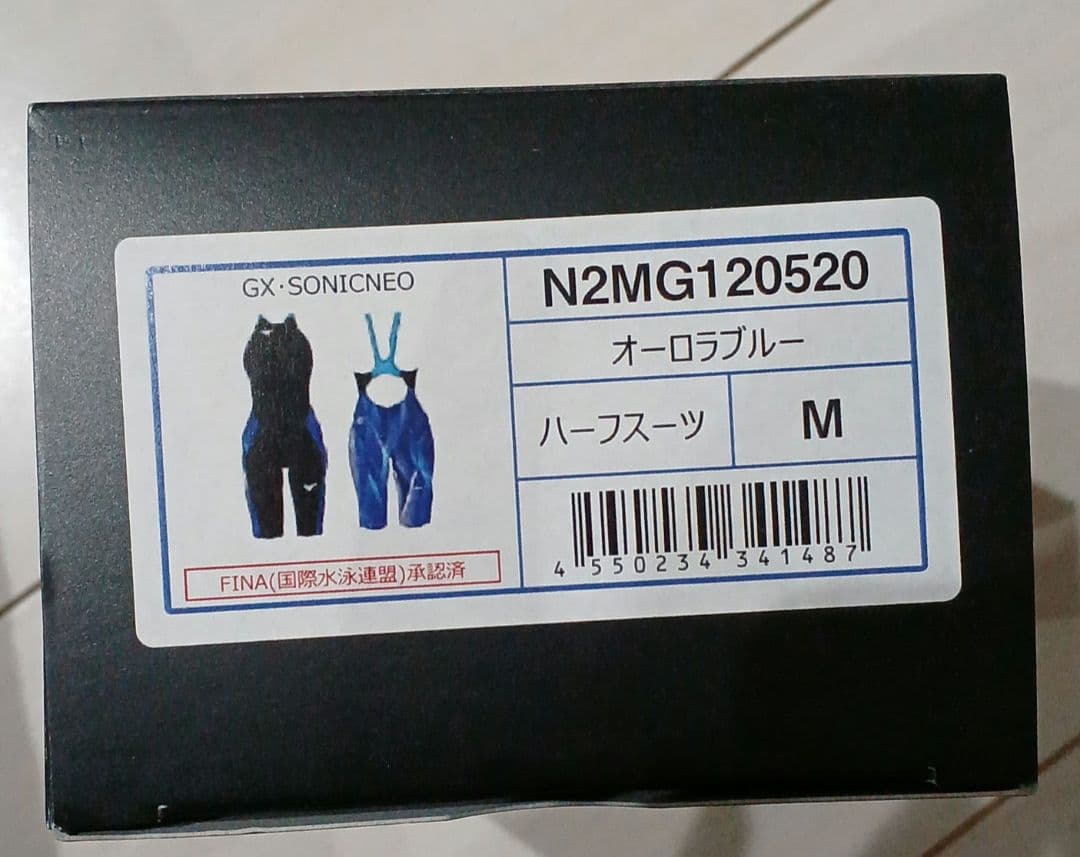 GX・SONICNEO
FINA(国際水泳連盟)承認済
N2MG120520
オーロラブルー
ハーフスーツ
M
4 550234 341487